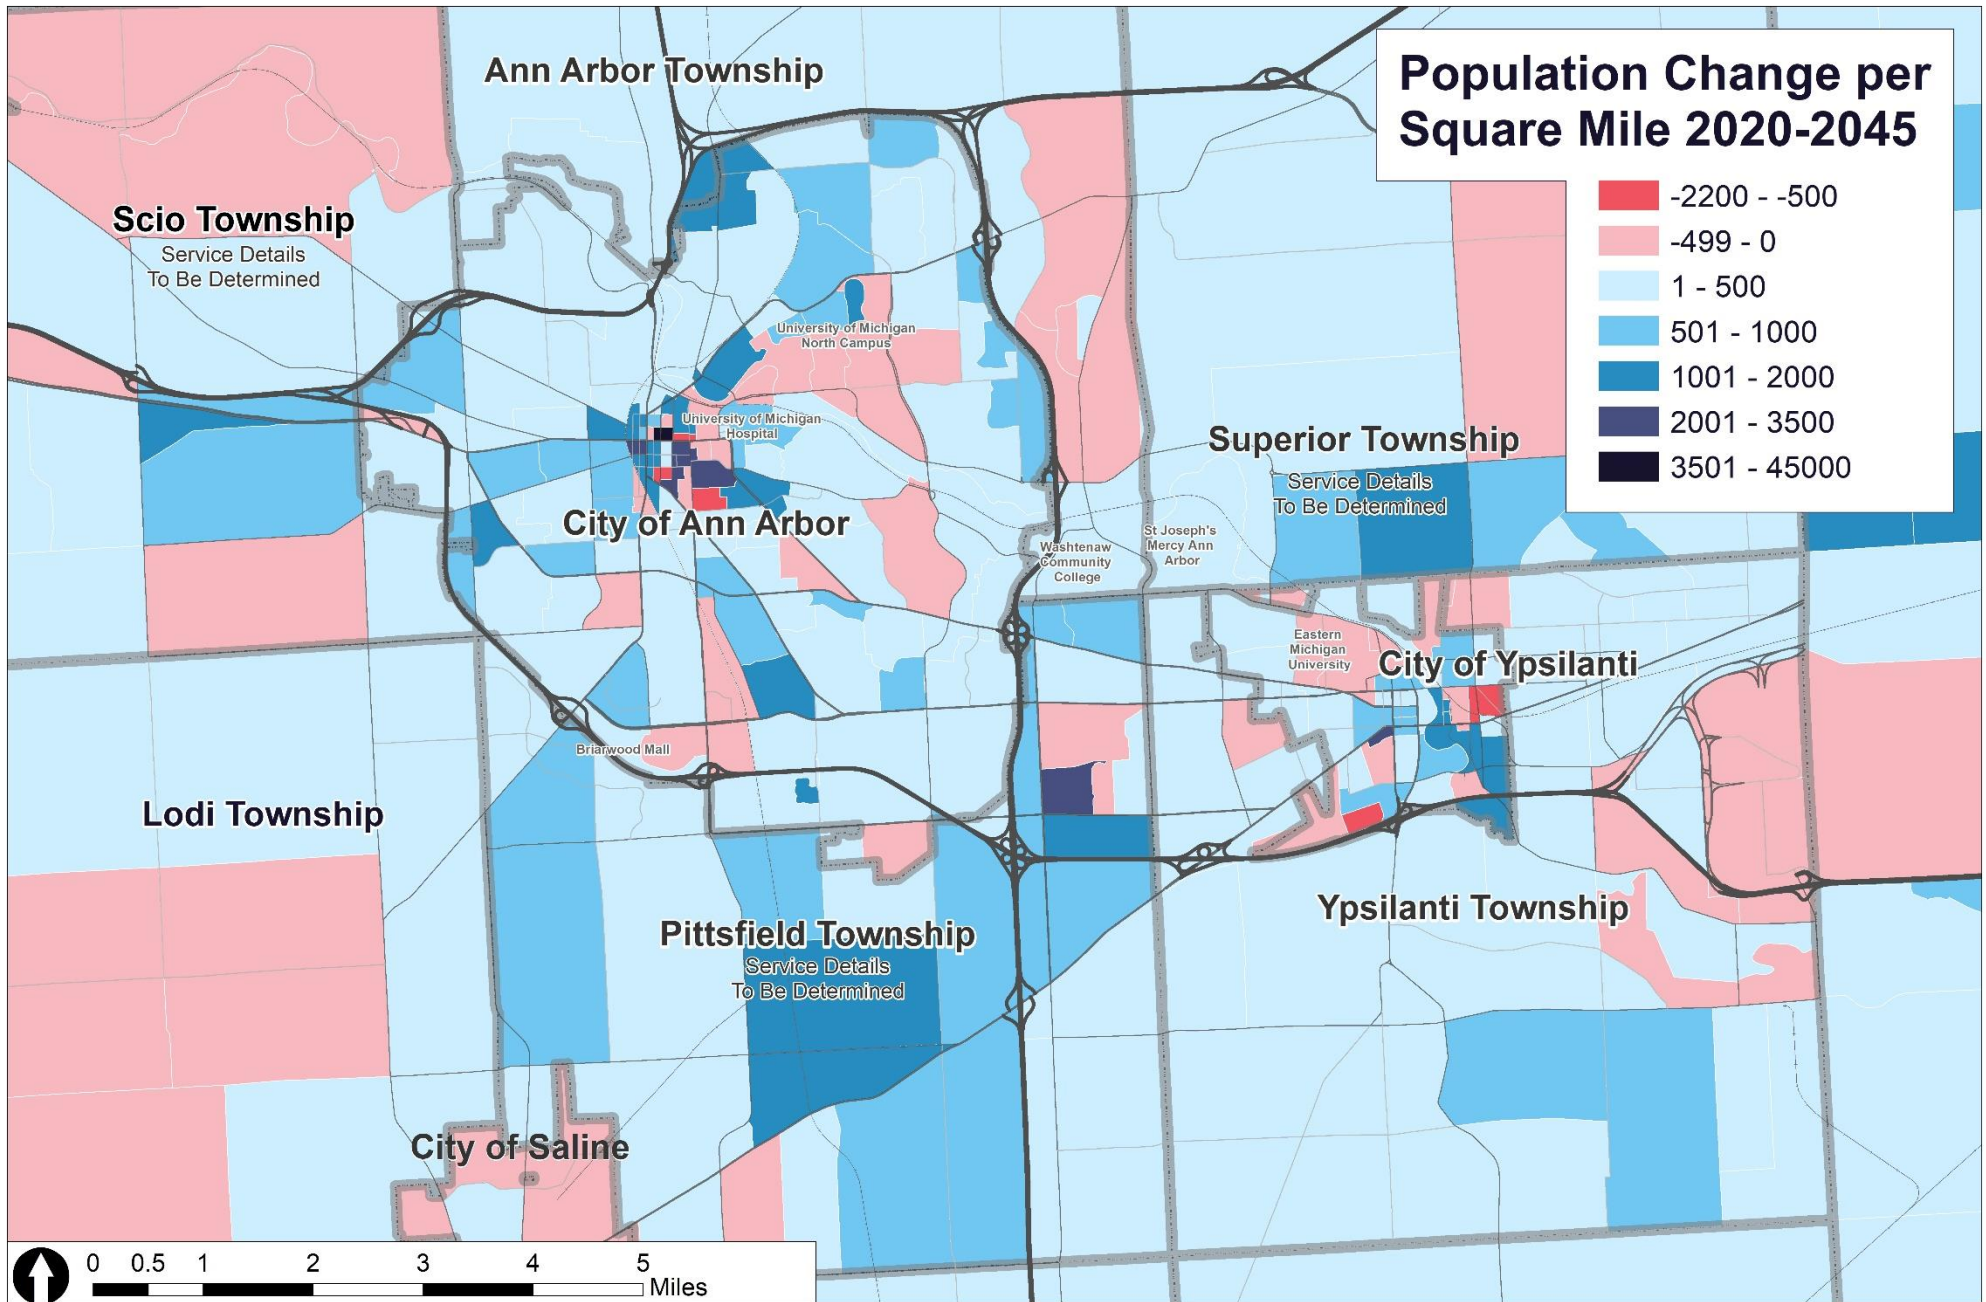 Population Change per
Square Mile 2020-2045
-2200 - -500
-499 - 0
1 - 500
501 - 1000
1001 - 2000
2001 - 3500
3501 - 45000
Ann Arbor Township
Scio Township
Service Details
To Be Determined
University of Michigan
North Campus
University of Michigan
Hospital
City of Ann Arbor
Superior Township
Service Details
To Be Determined
Washtenaw
Community
College
St Joseph's
Mercy Ann
Arbor
Eastern
Michigan
University
City of Ypsilanti
Briarwood Mall
Lodi Township
Pittsfield Township
Service Details
To Be Determined
Ypsilanti Township
City of Saline
0 0.5 1 2 3 4 5
Miles